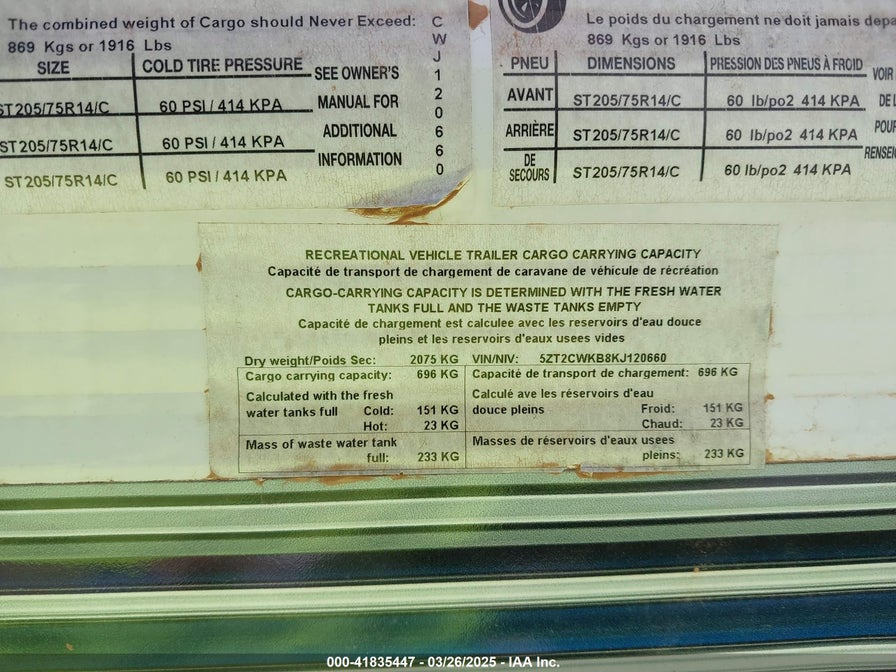 The combined weight of Cargo should Never Exceed:
869 Kgs or 1916 Lbs
SIZE COLD TIRE PRESSURE
ST205/75R14/C 60 PSI / 414 KPA
ST205/75R14/C 60 PSI / 414 KPA
ST205/75R14/C 60 PSI / 414 KPA
SEE OWNER'S
MANUAL FOR
ADDITIONAL
INFORMATION
CWJ120660
Le poids du chargement ne doit jamais
869 Kgs or 1916 Lbs
PNEU DIMENSIONS PRESSION DES PNEUS À FROID
AVANT ST205/75R14/C 60 lb/po2 414 KPA
ARRIÈRE ST205/75R14/C 60 lb/po2 414 KPA
DE
SECOURS ST205/75R14/C 60 lb/po2 414 KPA
VOIR
DE
POUR
RECREATIONAL VEHICLE TRAILER CARGO CARRYING CAPACITY
Capacité de transport de chargement de caravane de véhicule de récréation
CARGO-CARRYING CAPACITY IS DETERMINED WITH THE FRESH WATER
TANKS FULL AND THE WASTE TANKS EMPTY
Capacité de chargement est calculee avec les reservoirs d'eau douce
pleins et les reservoirs d'eaux usees vides
Dry weight/Poids Sec: 2075 KG VIN/NIV: 5ZT2CWKB8KJ120660
Cargo carrying capacity: 696 KG Capacité de transport de chargement: 696 KG
Calculated with the fresh Calculé ave les réservoirs d'eau
water tanks full Cold: 151 KG douce pleins Froid: 151 KG
Hot: 23 KG Chaud: 23 KG
Mass of waste water tank Masses de réservoirs d'eaux usees
full: 233 KG pleins: 233 KG
000-41835447 - 03/26/2025 - IAA Inc.